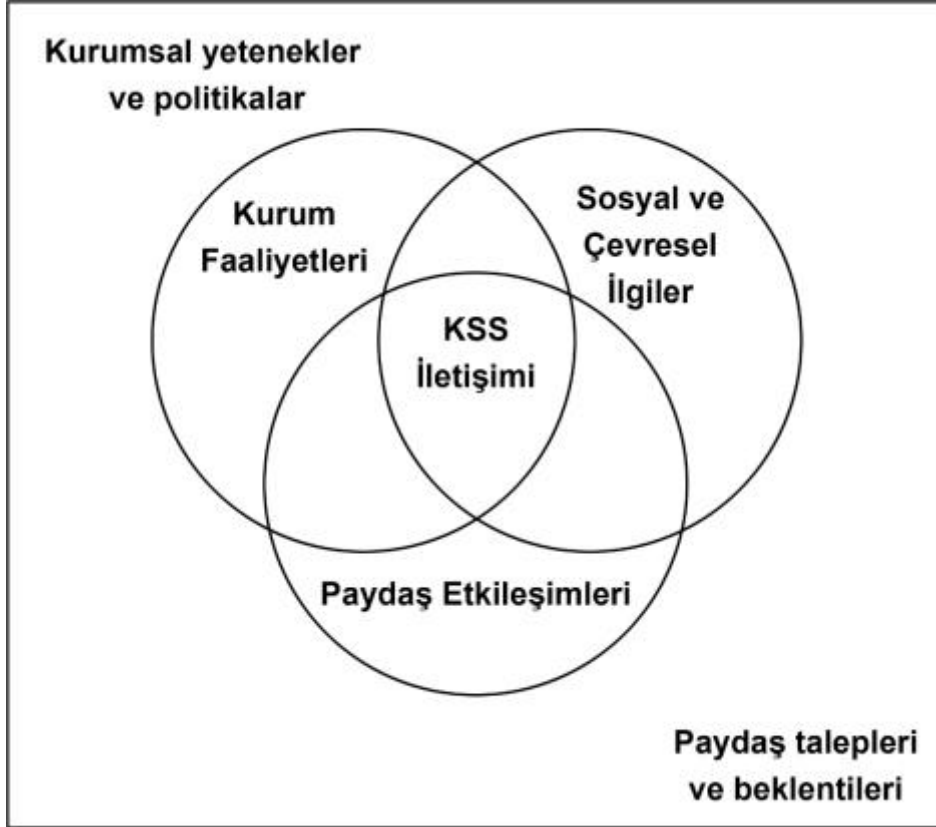 Kurumsal yetenekler
ve politikalar
Kurum
Faaliyetleri
Sosyal ve
Çevresel
İlgiler
KSS
İletişimi
Paydaş Etkileşimleri
Paydaş talepleri
ve beklentileri